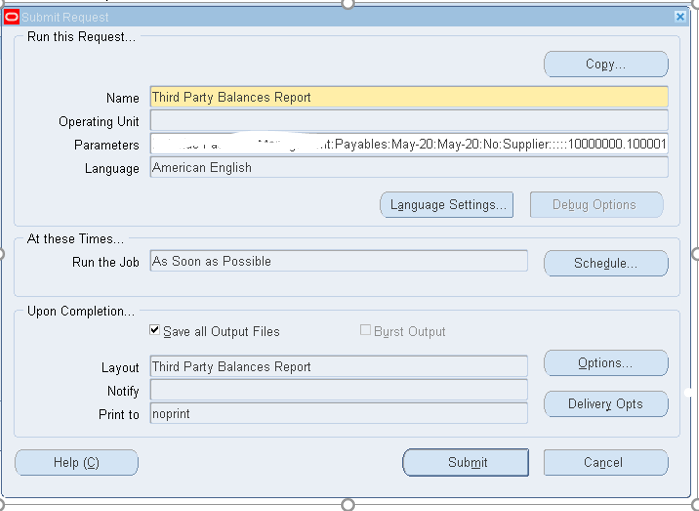 Submit Request
Run this Request...
Copy...
Name Third Party Balances Report
Operating Unit
Parameters :Payables:May-20:May-20:No:Supplier:::::10000000.100001
Language American English
Language Settings... Debug Options
At these Times...
Run the Job As Soon as Possible Schedule...
Upon Completion...
Save all Output Files Burst Output
Layout Third Party Balances Report Options...
Notify
Delivery Opts
Print to noprint
Help (C) Submit Cancel